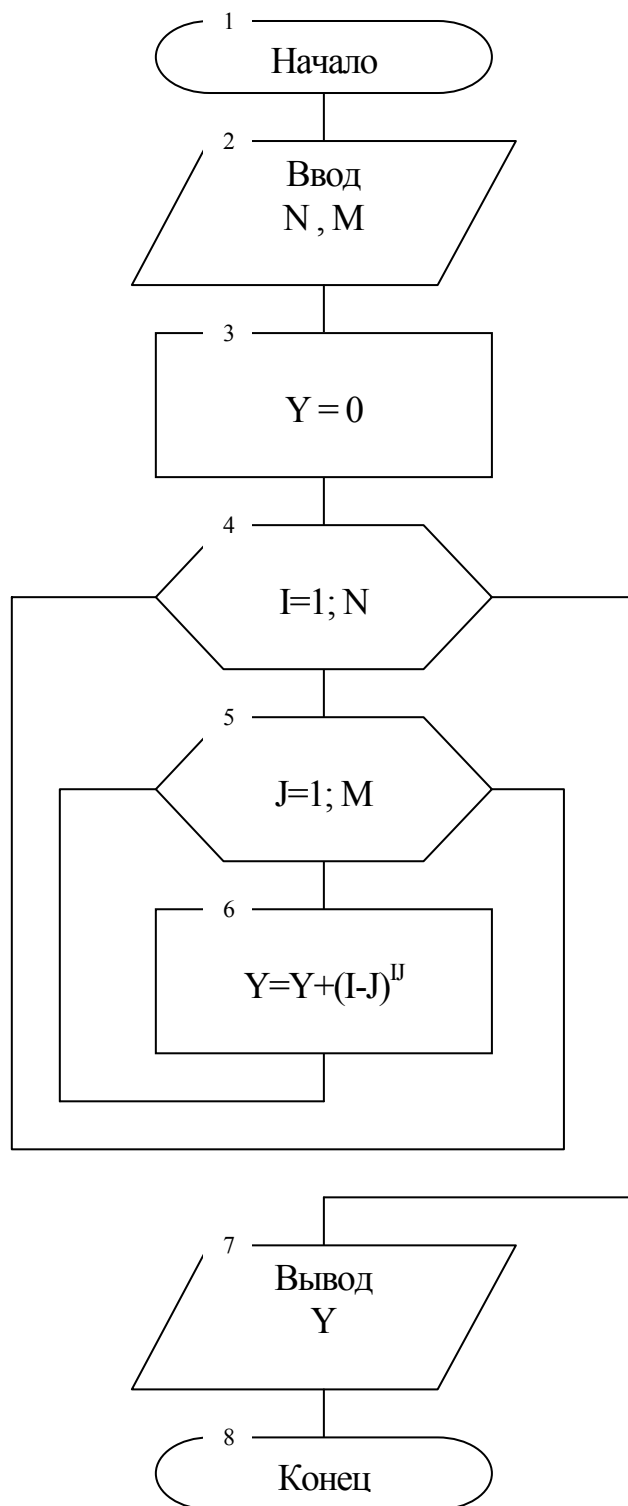 1
Начало
2
Ввод
N , M
3
Y = 0
4
I=1; N
5
J=1; M
6
Y=Y+(I-J)^IJ
7
Вывод
Y
8
Конец